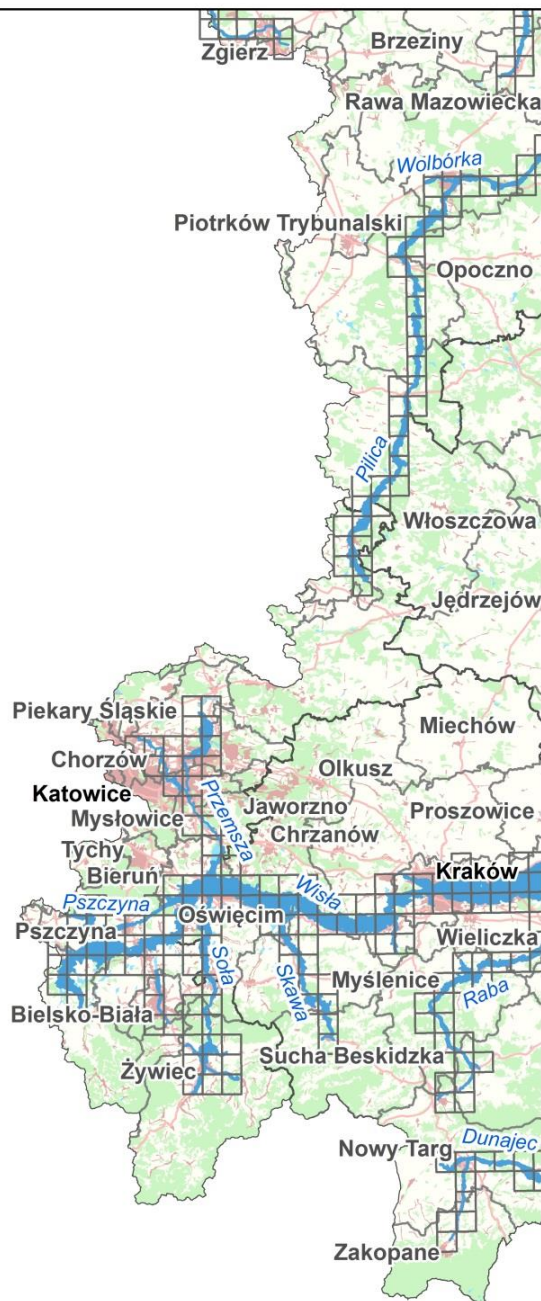 Zgierz
Brzeziny
Rawa Mazowiecka
Wolbórka
Piotrków Trybunalski
Opoczno
Pilica
Włoszczowa
Jędrzejów
Piekary Śląskie
Miechów
Chorzów
Olkusz
Katowice
Przemsza
Jaworzno
Proszowice
Mysłowice
Chrzanów
Tychy
Bieruń
Kraków
Pszczyna
Wisła
Oświęcim
Pszczyna
Wieliczka
Soła
Skawa
Myślenice
Raba
Bielsko-Biała
Sucha Beskidzka
Żywiec
Nowy Targ
Dunajec
Zakopane